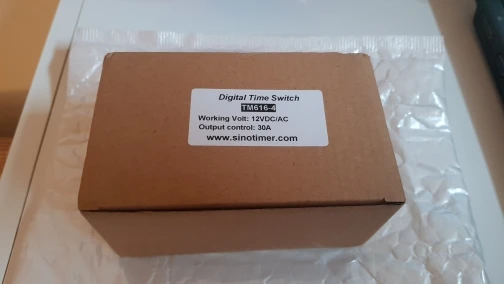 Digital Time Switch
TM616-4
Working Volt: 12VDC/AC
Output control: 30A
www.sinotimer.com